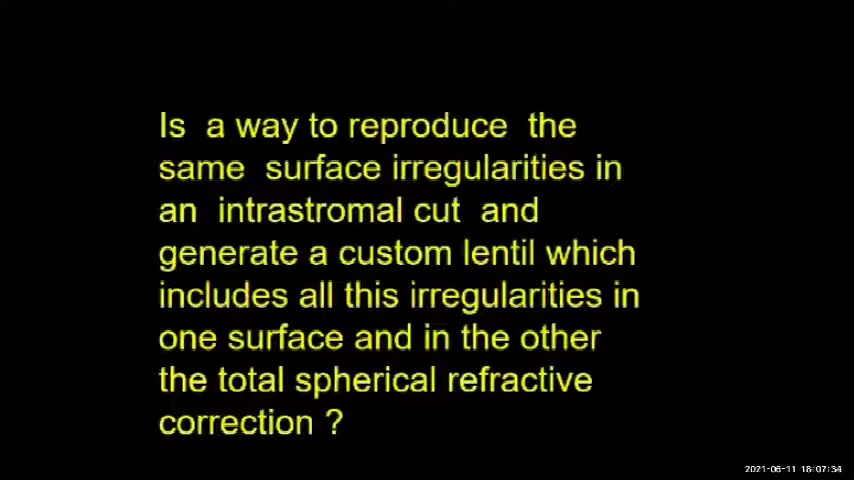 Is a way to reproduce the
same surface irregularities in
an intrastromal cut and
generate a custom lentil which
includes all this irregularities in
one surface and in the other
the total spherical refractive
correction ?
2021-06-11 18:07:34